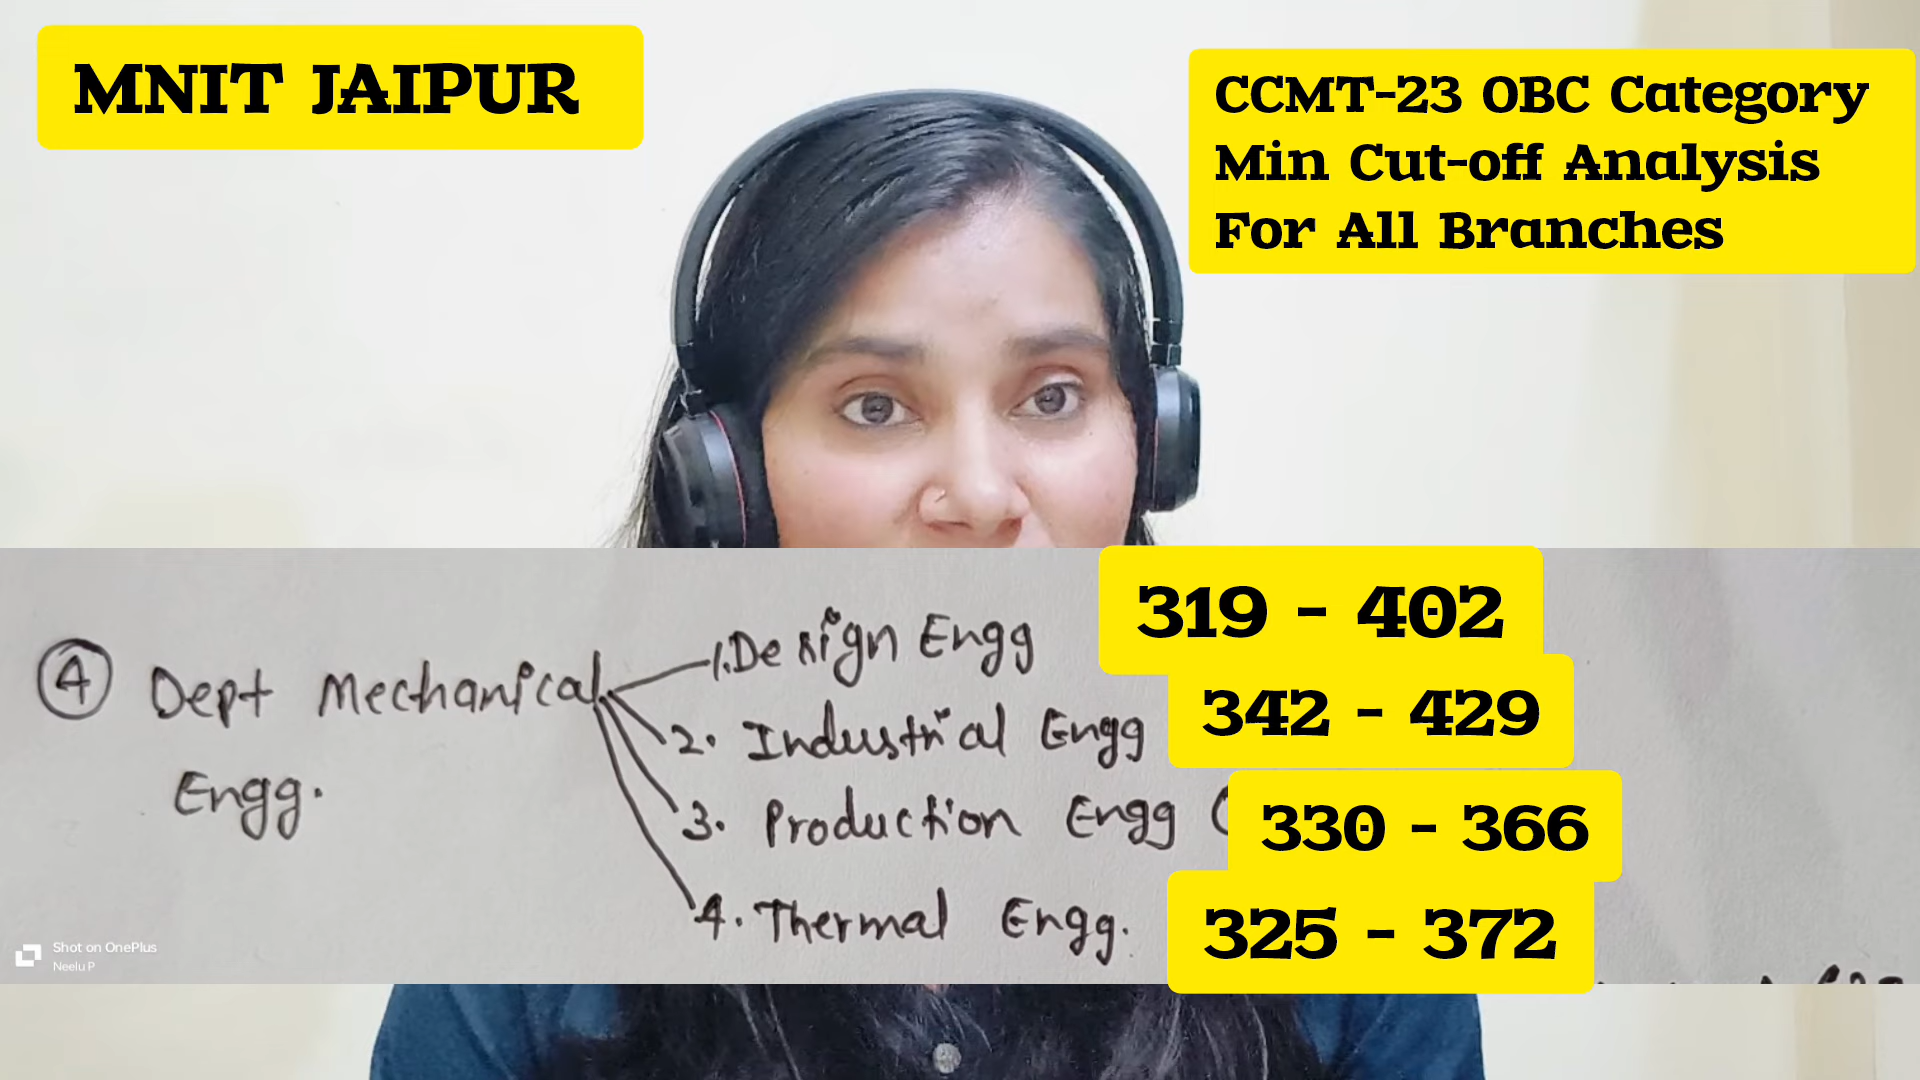 MNIT JAIPUR
CCMT-23 OBC Category
Min Cut-off Analysis
For All Branches
④ Dept Mechanical
Engg.
1. Design Engg
319 - 402
2. Industrial Engg
342 - 429
3. Production Engg (
330 - 366
4. Thermal Engg.
325 - 372
Shot on OnePlus
Neelu P